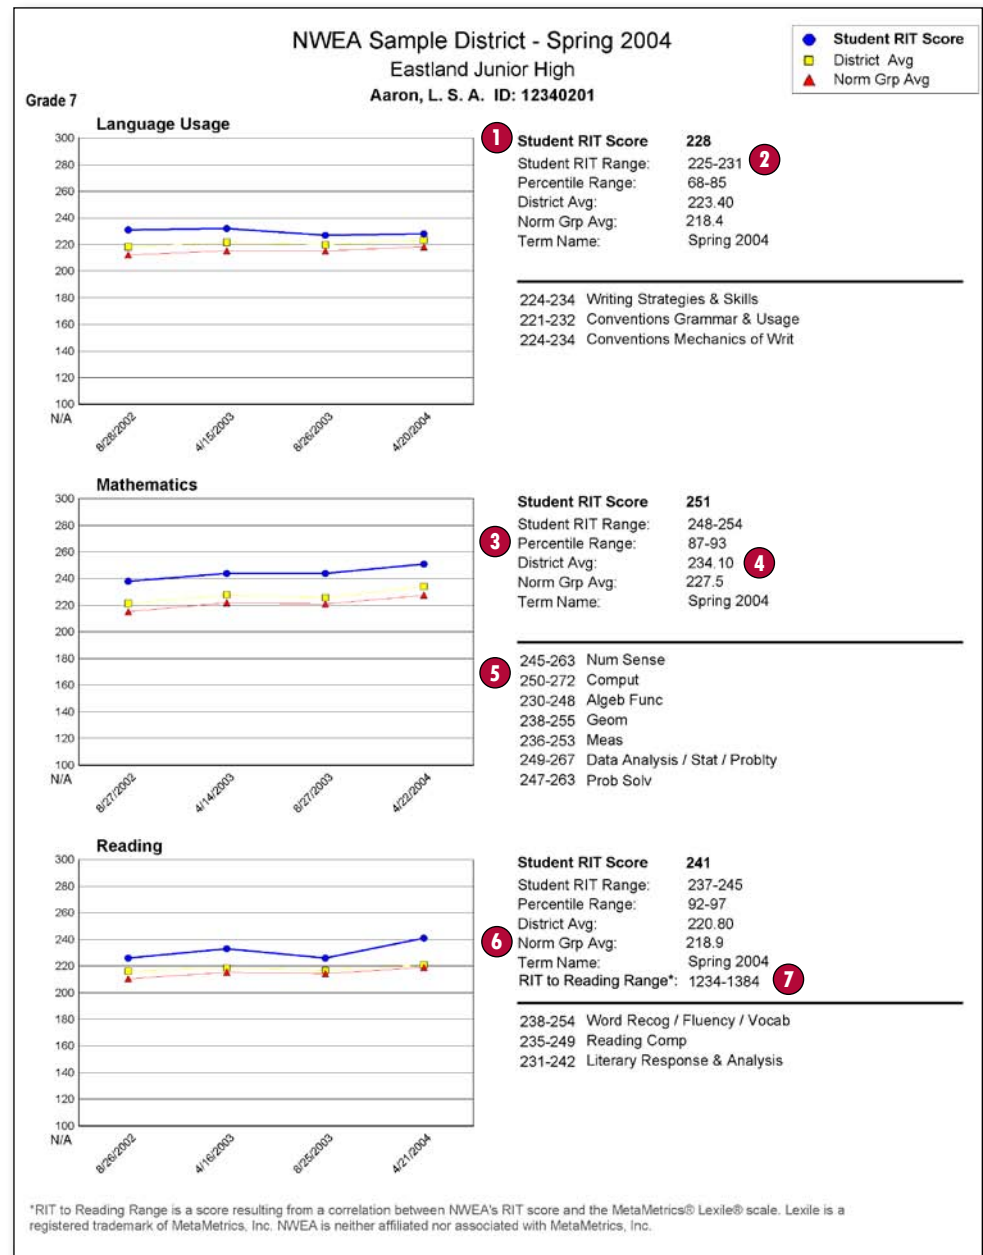 NWEA Sample District - Spring 2004
Eastland Junior High
Aaron, L. S. A. ID: 12340201
Student RIT Score
District Avg
Norm Grp Avg
Grade 7
Language Usage
300
280
260
240
220
200
180
160
140
120
100
N/A
8/28/2002
4/15/2003
8/26/2003
4/20/2004
1
Student RIT Score 228
Student RIT Range: 225-231
2
Percentile Range: 68-85
District Avg: 223.40
Norm Grp Avg: 218.4
Term Name: Spring 2004
224-234 Writing Strategies & Skills
221-232 Conventions Grammar & Usage
224-234 Conventions Mechanics of Writ
Mathematics
300
280
260
240
220
200
180
160
140
120
100
N/A
8/27/2002
4/14/2003
8/27/2003
4/22/2004
Student RIT Score 251
Student RIT Range: 248-254
3
Percentile Range: 87-93
District Avg: 234.10
4
Norm Grp Avg: 227.5
Term Name: Spring 2004
245-263 Num Sense
5
250-272 Comput
230-248 Algeb Func
238-255 Geom
236-253 Meas
249-267 Data Analysis / Stat / Problty
247-263 Prob Solv
Reading
300
280
260
240
220
200
180
160
140
120
100
N/A
8/26/2002
4/16/2003
8/25/2003
4/21/2004
Student RIT Score 241
Student RIT Range: 237-245
Percentile Range: 92-97
District Avg: 220.80
6
Norm Grp Avg: 218.9
Term Name: Spring 2004
RIT to Reading Range*: 1234-1384
7
238-254 Word Recog / Fluency / Vocab
235-249 Reading Comp
231-242 Literary Response & Analysis
*RIT to Reading Range is a score resulting from a correlation between NWEA's RIT score and the MetaMetrics® Lexile® scale. Lexile is a
registered trademark of MetaMetrics, Inc. NWEA is neither affiliated nor associated with MetaMetrics, Inc.